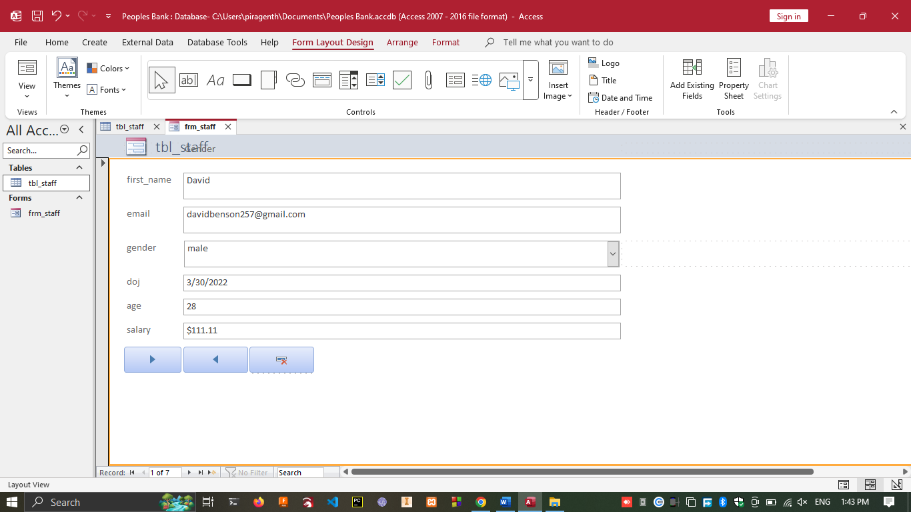 Peoples Bank : Database- C:\Users\piragenth\Documents\Peoples Bank.accdb (Access 2007 - 2016 file format) - Access
Sign in
File Home Create External Data Database Tools Help Form Layout Design Arrange Format Tell me what you want to do
View
Views
Themes
Colors
Fonts
Themes
Aa
ab
Aa
Controls
Insert
Image
Logo
Title
Date and Time
Header / Footer
Add Existing
Fields
Property
Sheet
Chart
Settings
Tools
All Acc...
Search...
Tables
tbl_staff
Forms
frm_staff
tbl_staff
frm_staff
tbl_staff
Gender
first_name David
email davidbenson257@gmail.com
gender male
doj 3/30/2022
age 28
salary $111.11
Record: 1 of 7 No Filter Search
Layout View
Search
ENG 1:43 PM